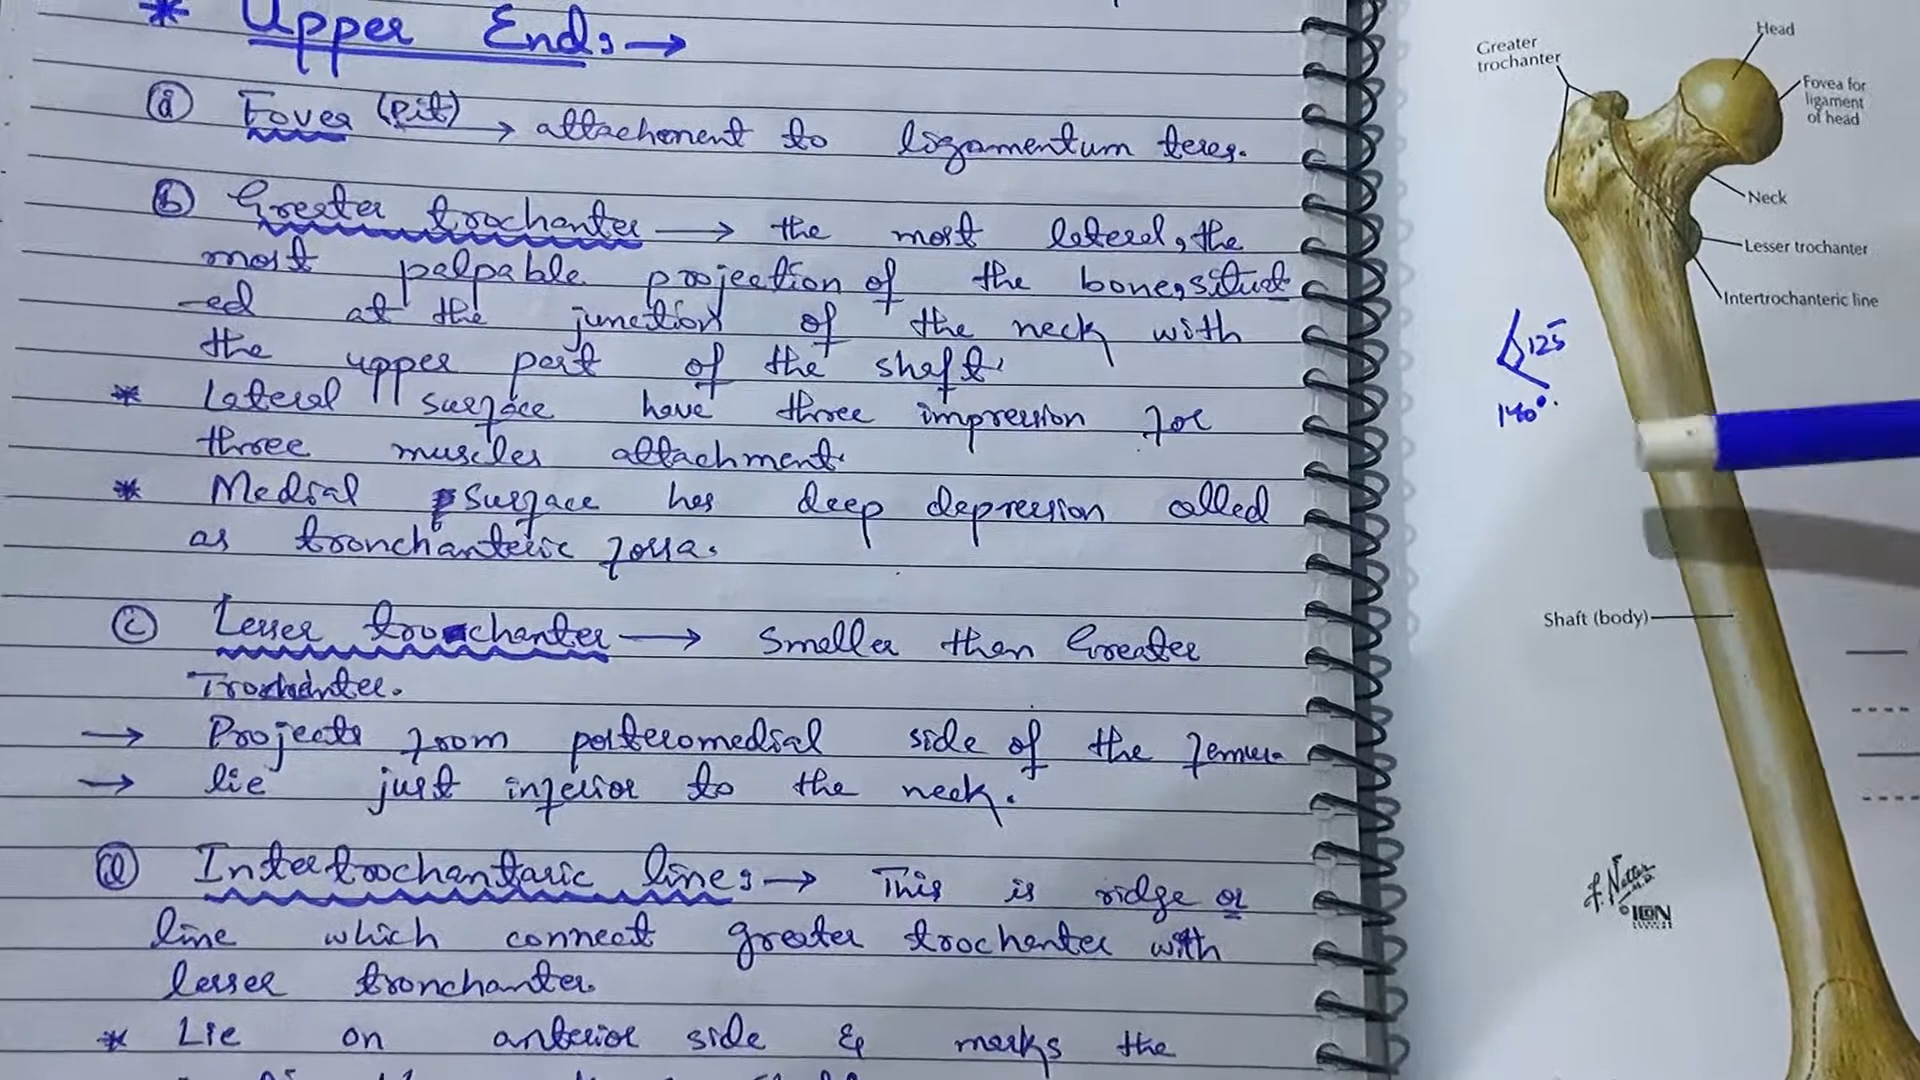 * Upper End:→
ⓐ Fovea (Pit) → attachment to ligamentum teres.
ⓑ Greater trochanter → the most lateral, the
most palpable projection of the bone, situat
-ed at the junction of the neck with
the upper part of the shaft.
* Lateral surface have three impression for
three muscles attachment.
* Medial surface has deep depression called
as tronchanteric fossa.
ⓒ Lesser trochanter → Smaller than Greater
Trochanter.
→ Projects from posteromedial side of the femur.
→ lie just inferior to the neck.
ⓓ Intertrochantaric line:→ This is ridge or
line which connect greater trochanter with
lesser tronchanter.
* Lie on anterior side & marks the
Head
Greater
trochanter
Fovea for
ligament
of head
Neck
Lesser trochanter
Intertrochanteric line
125
140°.
Shaft (body)
F. Netter
M.D.
© ICON